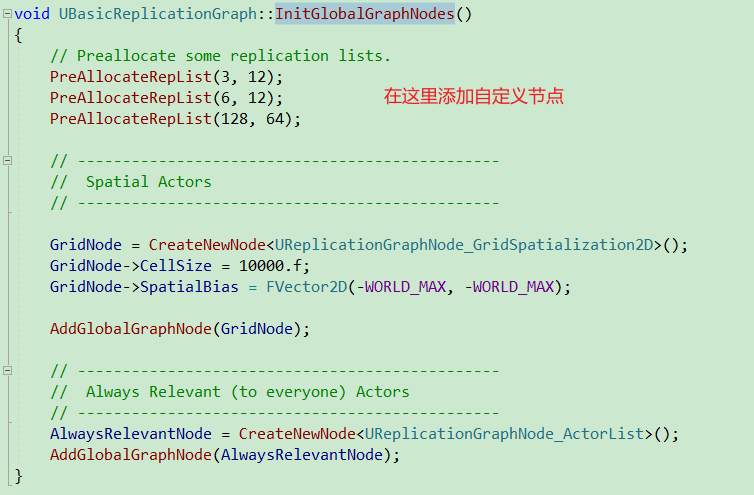 void UBasicReplicationGraph::InitGlobalGraphNodes()
{
    // Preallocate some replication lists.
    PreAllocateRepList(3, 12);
    PreAllocateRepList(6, 12);    在这里添加自定义节点
    PreAllocateRepList(128, 64);

    // -----------------------------------------------
    //  Spatial Actors
    // -----------------------------------------------

    GridNode = CreateNewNode<UReplicationGraphNode_GridSpatialization2D>();
    GridNode->CellSize = 10000.f;
    GridNode->SpatialBias = FVector2D(-WORLD_MAX, -WORLD_MAX);

    AddGlobalGraphNode(GridNode);

    // -----------------------------------------------
    //  Always Relevant (to everyone) Actors
    // -----------------------------------------------
    AlwaysRelevantNode = CreateNewNode<UReplicationGraphNode_ActorList>();
    AddGlobalGraphNode(AlwaysRelevantNode);
}